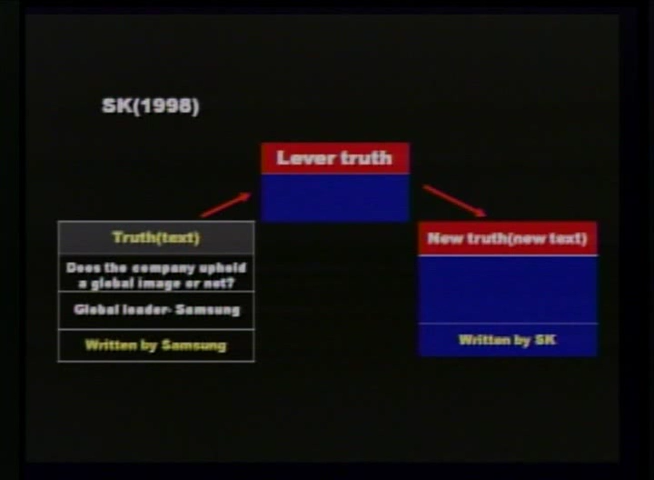 SK(1998)
Lever truth
Truth(text)
Does the company uphold
a global image or not?
Global leader- Samsung
Written by Samsung
New truth(new text)
Written by SK